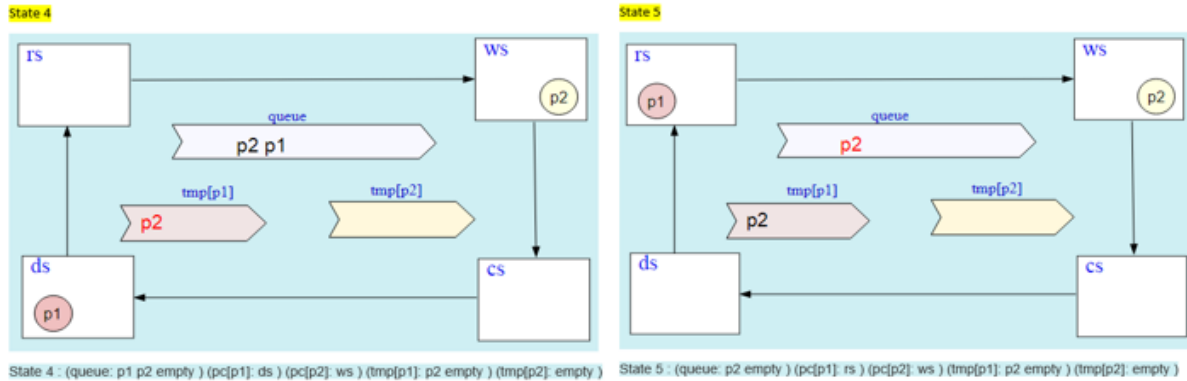 State 4
rs
ws
p2
queue
p2 p1
tmp[p1]
tmp[p2]
p2
ds
cs
p1
State 4 : (queue: p1 p2 empty ) (pc[p1]: ds ) (pc[p2]: ws ) (tmp[p1]: p2 empty ) (tmp[p2]: empty )
State 5
rs
ws
p1
p2
queue
p2
tmp[p1]
tmp[p2]
p2
ds
cs
State 5 : (queue: p2 empty ) (pc[p1]: rs ) (pc[p2]: ws ) (tmp[p1]: p2 empty ) (tmp[p2]: empty )